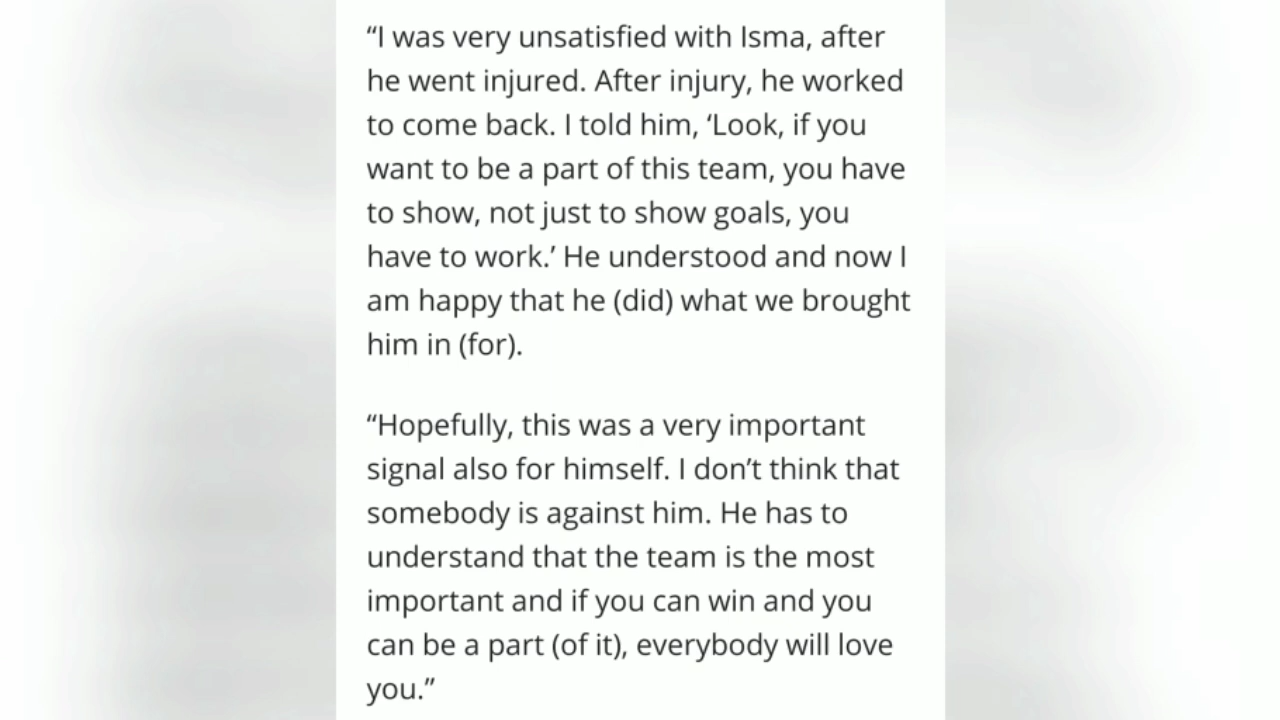 “I was very unsatisfied with Isma, after
he went injured. After injury, he worked
to come back. I told him, ‘Look, if you
want to be a part of this team, you have
to show, not just to show goals, you
have to work.’ He understood and now I
am happy that he (did) what we brought
him in (for).
“Hopefully, this was a very important
signal also for himself. I don’t think that
somebody is against him. He has to
understand that the team is the most
important and if you can win and you
can be a part (of it), everybody will love
you.”